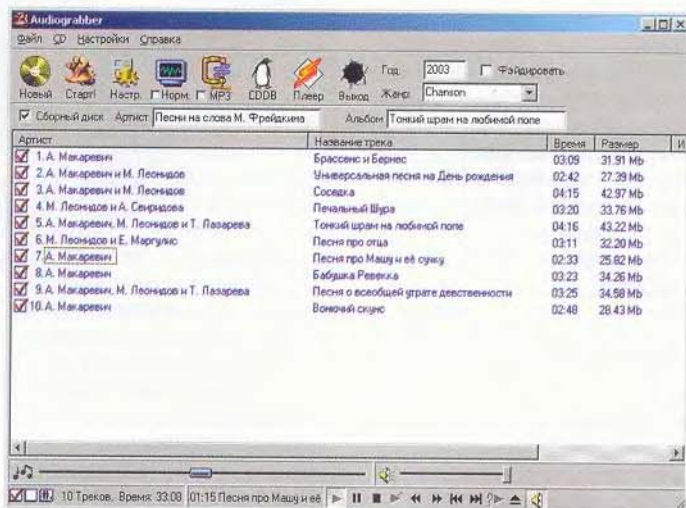 Audiograbber
Файл CD Настройки Справка
Новый Старт! Настр. Норм. MP3 CDDB Плеер Выход
Год: 2003 Фэйдировать
Жанр: Chanson
Сборный диск Артист Песни на слова М. Фрейдкина Альбом Тонкий шрам на любимой попе
Артист Название трека Время Размер И
1. А. Макаревич Брассенс и Бернес 03:09 31.91 Mb
2. А. Макаревич и М. Леонидов Универсальная песня на День рождения 02:42 27.39 Mb
3. А. Макаревич и М. Леонидов Соседка 04:15 42.97 Mb
4. М. Леонидов и А. Свиридова Печальный Шура 03:20 33.76 Mb
5. А. Макаревич, М. Леонидов и Т. Лазарева Тонкий шрам на любимой попе 04:16 43.22 Mb
6. М. Леонидов и Е. Маргулис Песня про отца 03:11 32.20 Mb
7. А. Макаревич Песня про Машу и её сумку 02:33 25.82 Mb
8. А. Макаревич Бабушка Ревекка 03:23 34.26 Mb
9. А. Макаревич, М. Леонидов и Т. Лазарева Песня о всеобщей утрате девственности 03:25 34.58 Mb
10. А. Макаревич Вонючий скунс 02:48 28.43 Mb
10 Треков. Время: 33:08 01:15 Песня про Машу и её